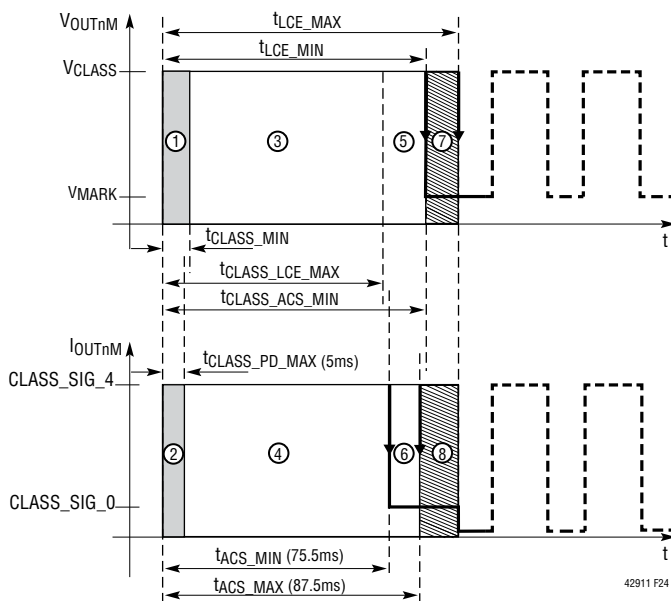 VOUTnM
tLCE_MAX
tLCE_MIN
VCLASS
1
3
5
7
VMARK
t
tCLASS_MIN
tCLASS_LCE_MAX
tCLASS_ACS_MIN
IOUTnM
tCLASS_PD_MAX (5ms)
CLASS_SIG_4
2
4
6
8
CLASS_SIG_0
t
tACS_MIN (75.5ms)
tACS_MAX (87.5ms)
42911 F24